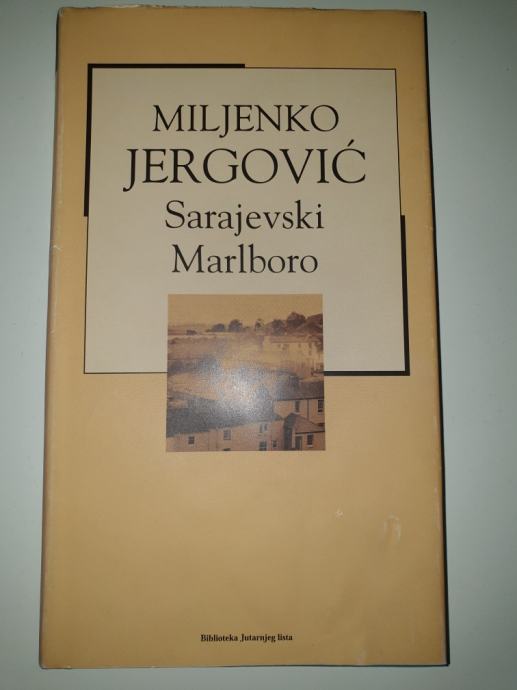 MILJENKO
JERGOVIĆ
Sarajevski
Marlboro
Biblioteka Jutarnjeg lista